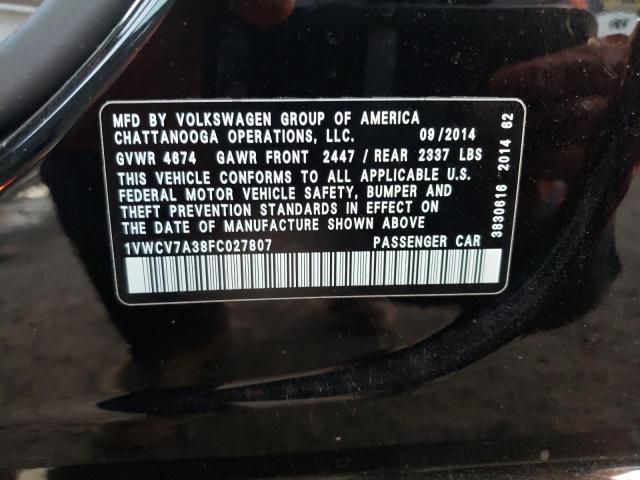 MFD BY VOLKSWAGEN GROUP OF AMERICA
CHATTANOOGA OPERATIONS, LLC. 09/2014
GVWR 4674 GAWR FRONT 2447/REAR 2337 LBS
THIS VEHICLE CONFORMS TO ALL APPLICABLE U.S.
FEDERAL MOTOR VEHICLE SAFETY, BUMPER AND
THEFT PREVENTION STANDARDS IN EFFECT ON
THE DATE OF MANUFACTURE SHOWN ABOVE
1VWCV7A38FC027807 PASSENGER CAR
3830616 2014 62